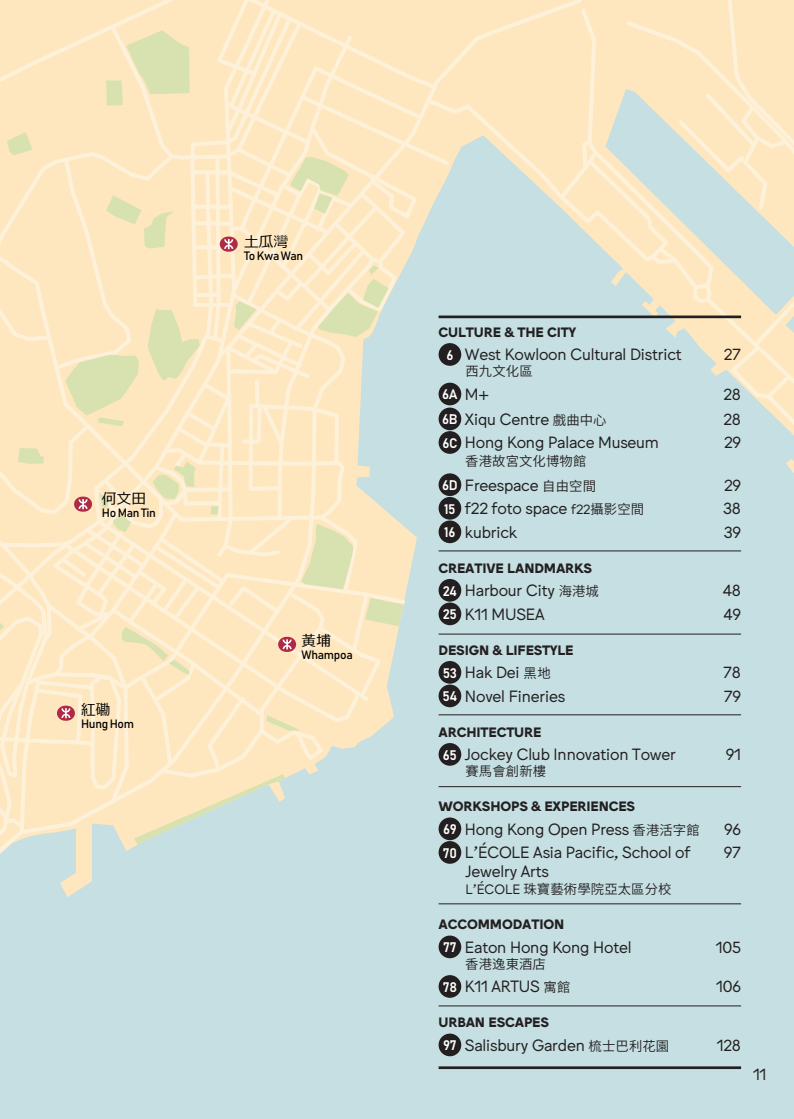 土瓜灣
To Kwa Wan
何文田
Ho Man Tin
黃埔
Whampoa
紅磡
Hung Hom
CULTURE & THE CITY
6 West Kowloon Cultural District 27
西九文化區
6A M+ 28
6B Xiqu Centre 戲曲中心 28
6C Hong Kong Palace Museum 29
香港故宮文化博物館
6D Freespace 自由空間 29
15 f22 foto space f22攝影空間 38
16 kubrick 39
CREATIVE LANDMARKS
24 Harbour City 海港城 48
25 K11 MUSEA 49
DESIGN & LIFESTYLE
53 Hak Dei 黑地 78
54 Novel Fineries 79
ARCHITECTURE
65 Jockey Club Innovation Tower 91
賽馬會創新樓
WORKSHOPS & EXPERIENCES
69 Hong Kong Open Press 香港活字館 96
70 L’ÉCOLE Asia Pacific, School of 97
Jewelry Arts
L’ÉCOLE 珠寶藝術學院亞太區分校
ACCOMMODATION
77 Eaton Hong Kong Hotel 105
香港逸東酒店
78 K11 ARTUS 寓館 106
URBAN ESCAPES
97 Salisbury Garden 梳士巴利花園 128
11